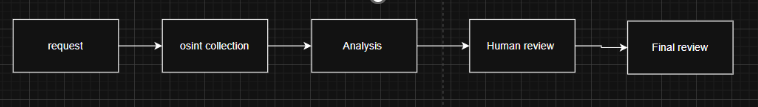 request
osint collection
Analysis
Human review
Final review